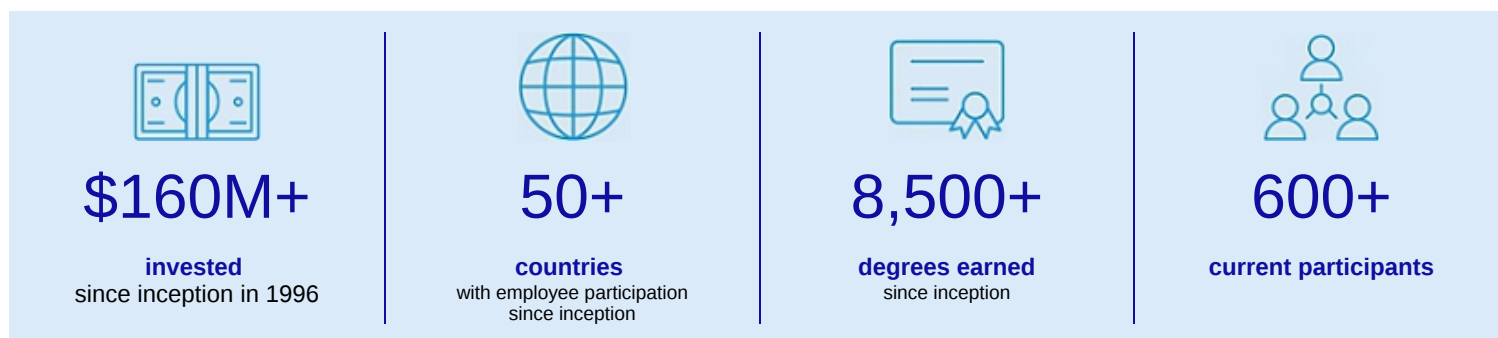 $160M+
invested
since inception in 1996
50+
countries
with employee participation
since inception
8,500+
degrees earned
since inception
600+
current participants